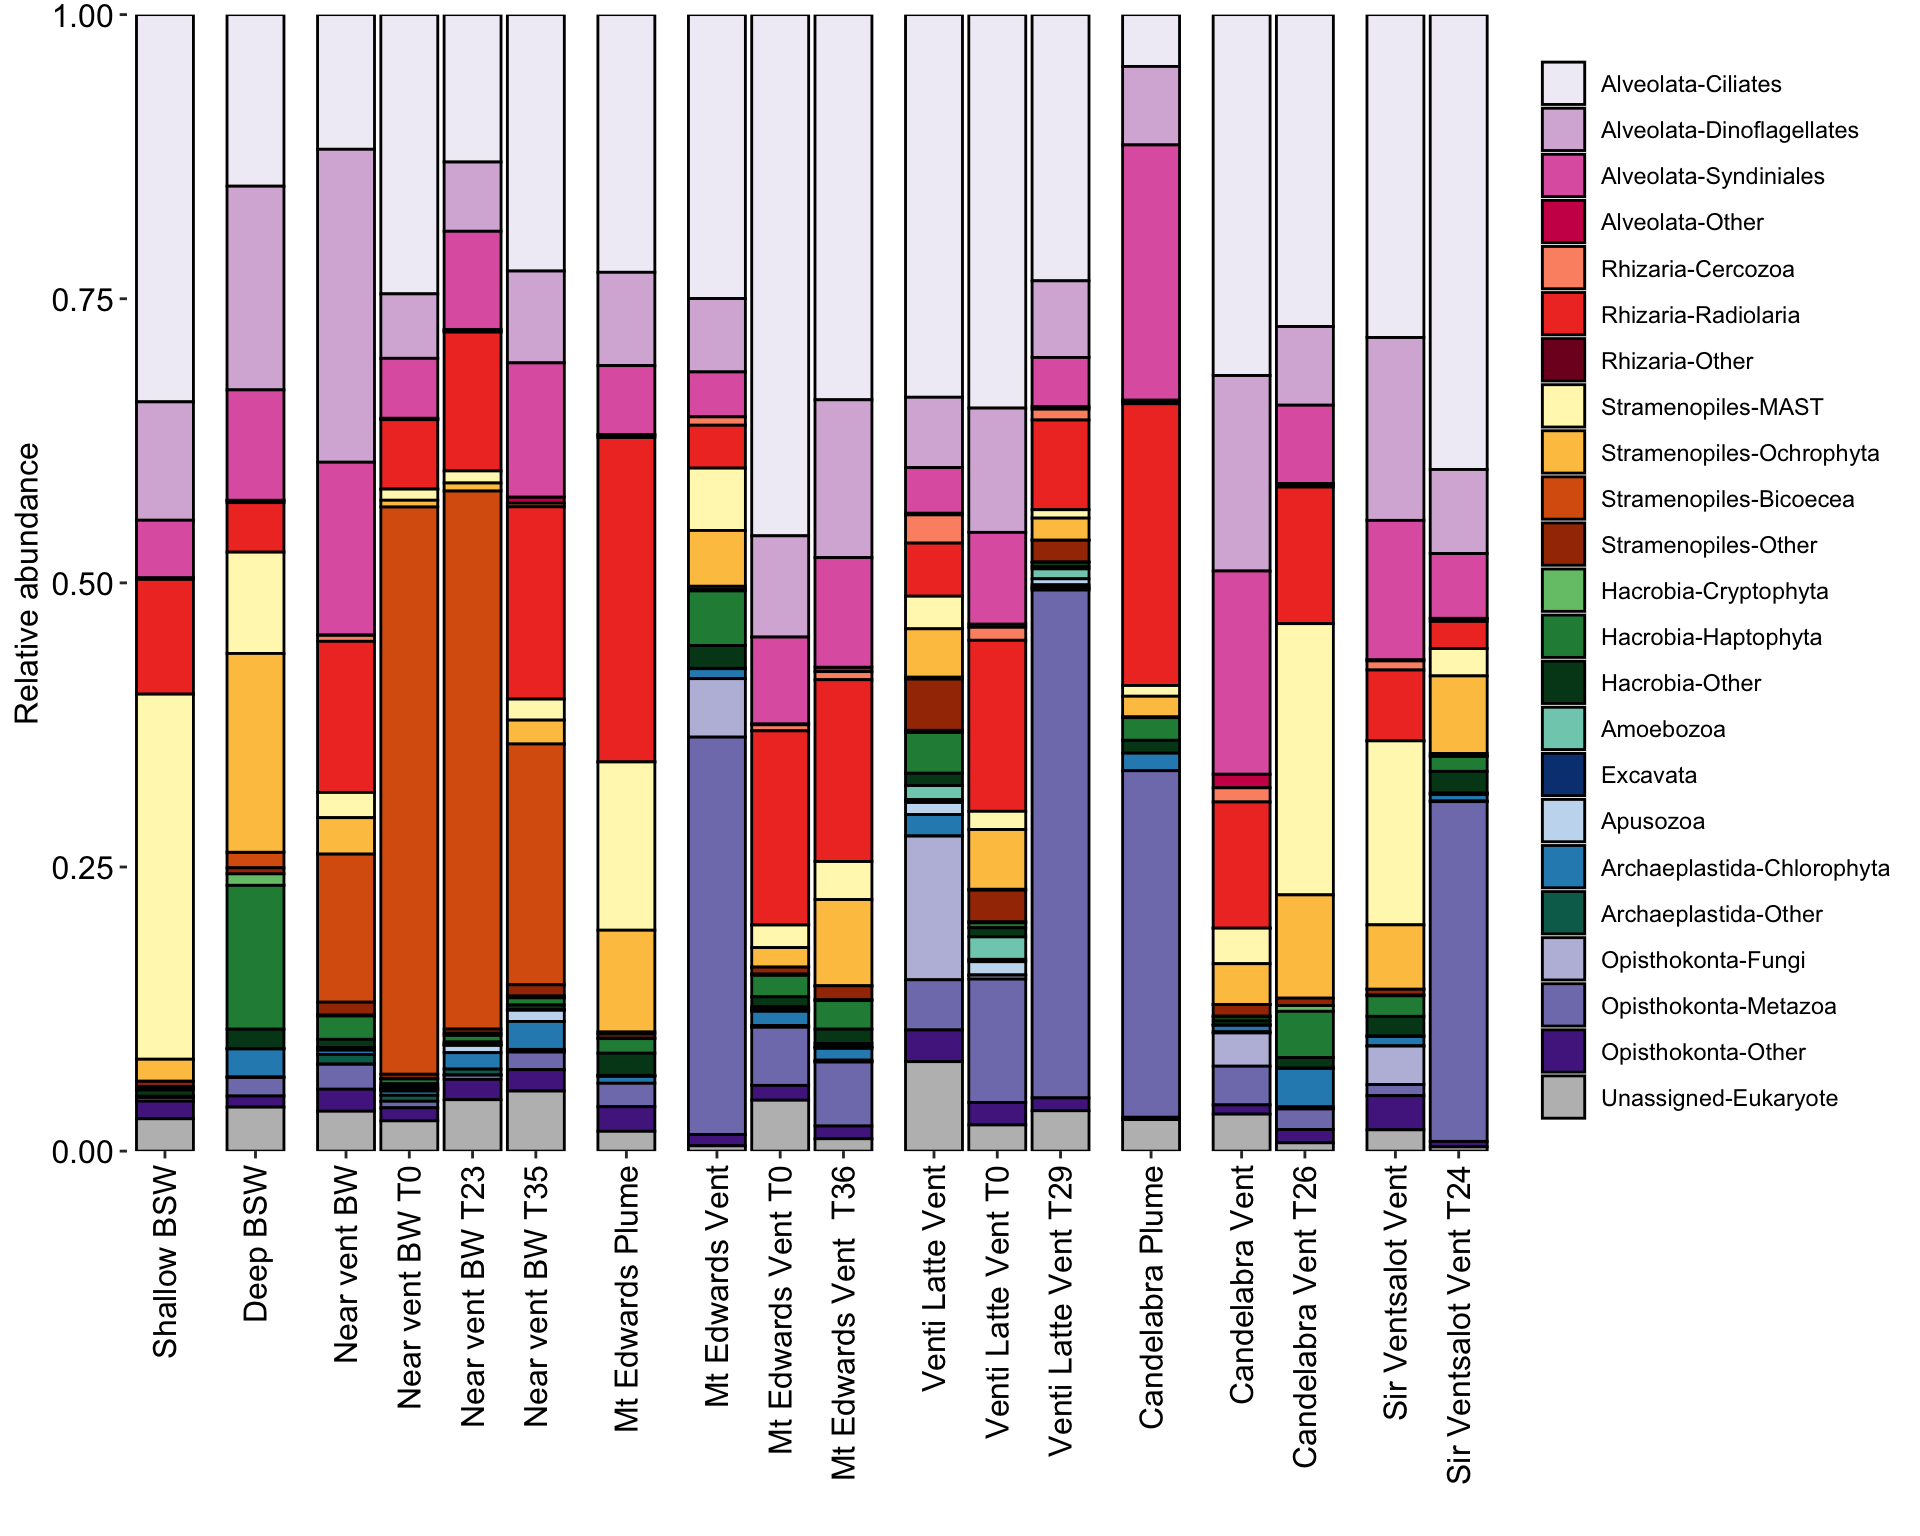 Relative abundance
1.00
0.75
0.50
0.25
0.00
Shallow BSW
Deep BSW
Near vent BW
Near vent BW T0
Near vent BW T23
Near vent BW T35
Mt Edwards Plume
Mt Edwards Vent
Mt Edwards Vent T0
Mt Edwards Vent  T36
Venti Latte Vent
Venti Latte Vent T0
Venti Latte Vent T29
Candelabra Plume
Candelabra Vent
Candelabra Vent T26
Sir Ventsalot Vent
Sir Ventsalot Vent T24
Alveolata-Ciliates
Alveolata-Dinoflagellates
Alveolata-Syndiniales
Alveolata-Other
Rhizaria-Cercozoa
Rhizaria-Radiolaria
Rhizaria-Other
Stramenopiles-MAST
Stramenopiles-Ochrophyta
Stramenopiles-Bicoecea
Stramenopiles-Other
Hacrobia-Cryptophyta
Hacrobia-Haptophyta
Hacrobia-Other
Amoebozoa
Excavata
Apusozoa
Archaeplastida-Chlorophyta
Archaeplastida-Other
Opisthokonta-Fungi
Opisthokonta-Metazoa
Opisthokonta-Other
Unassigned-Eukaryote